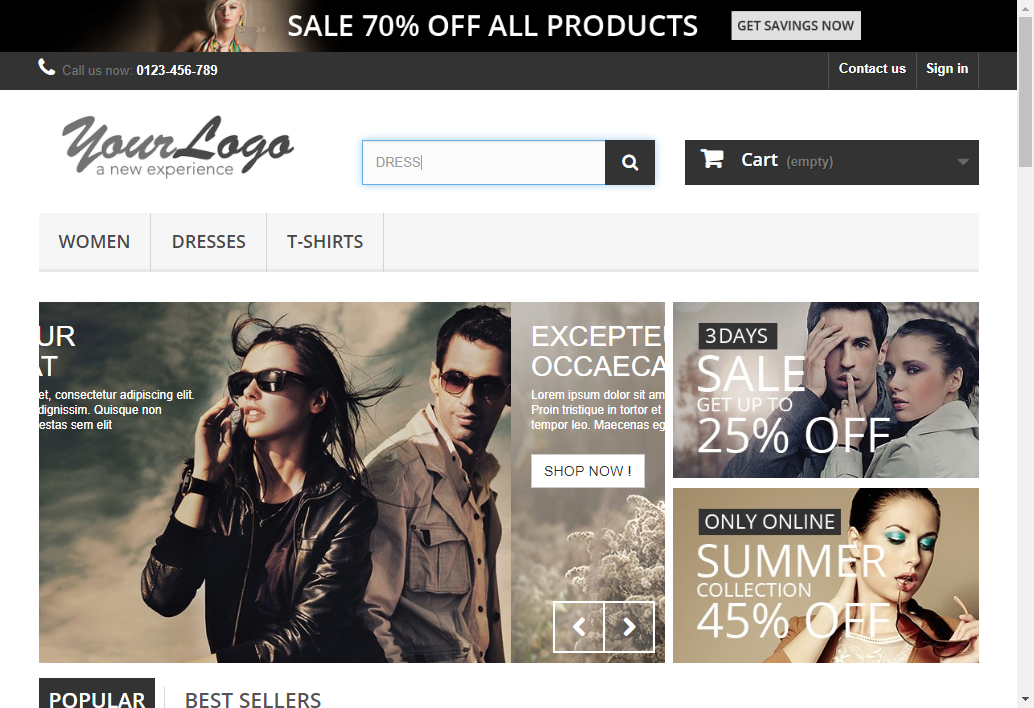 SALE 70% OFF ALL PRODUCTS
GET SAVINGS NOW
Call us now: 0123-456-789
Contact us
Sign in
YourLogo
a new experience
DRESS
Cart (empty)
WOMEN
DRESSES
T-SHIRTS
UR
AT
et, consectetur adipiscing elit.
dignissim. Quisque non
estas sem elit
EXCEPTEU
OCCAECA
Lorem ipsum dolor sit am
Proin tristique in tortor et
tempor leo. Maecenas eg
SHOP NOW !
3 DAYS
SALE
GET UP TO
25% OFF
ONLY ONLINE
SUMMER
COLLECTION
45% OFF
POPULAR
BEST SELLERS